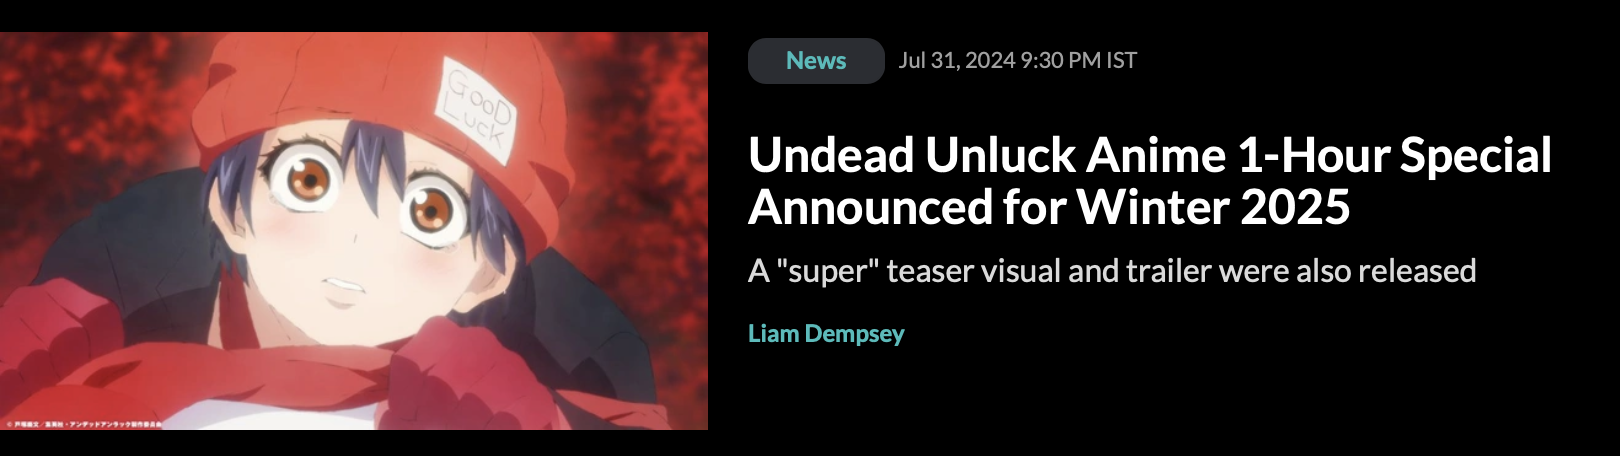 GooD
Luck
© 戸塚慶文／集英社・アンデッドアンラック製作委員会
News
Jul 31, 2024 9:30 PM IST
Undead Unluck Anime 1-Hour Special
Announced for Winter 2025
A "super" teaser visual and trailer were also released
Liam Dempsey